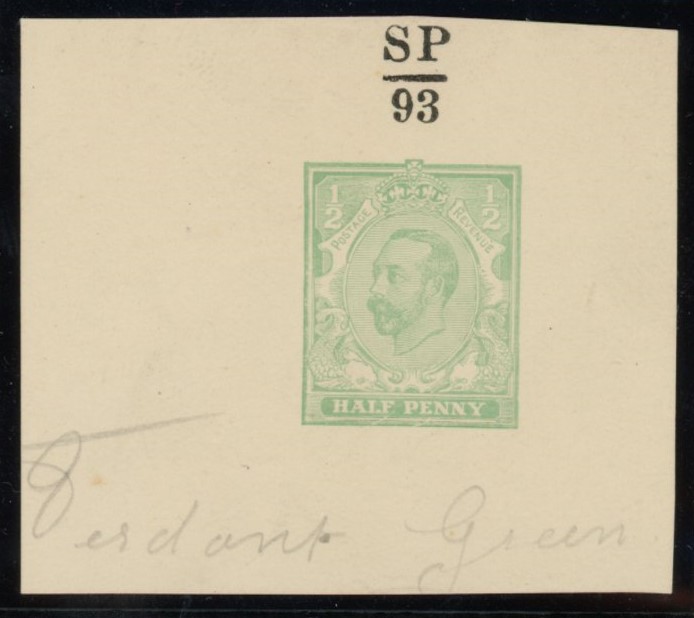 SP
93
½ ½
POSTAGE REVENUE
HALF PENNY
Verdant Green